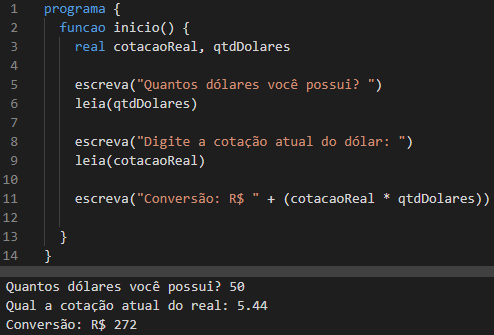 1 programa {
2 funcao inicio() {
3 real cotacaoReal, qtdDolares
4
5 escreva("Quantos dólares você possui? ")
6 leia(qtdDolares)
7
8 escreva("Digite a cotação atual do dólar: ")
9 leia(cotacaoReal)
10
11 escreva("Conversão: R$ " + (cotacaoReal * qtdDolares))
12
13 }
14 }
Quantos dólares você possui? 50
Qual a cotação atual do real: 5.44
Conversão: R$ 272